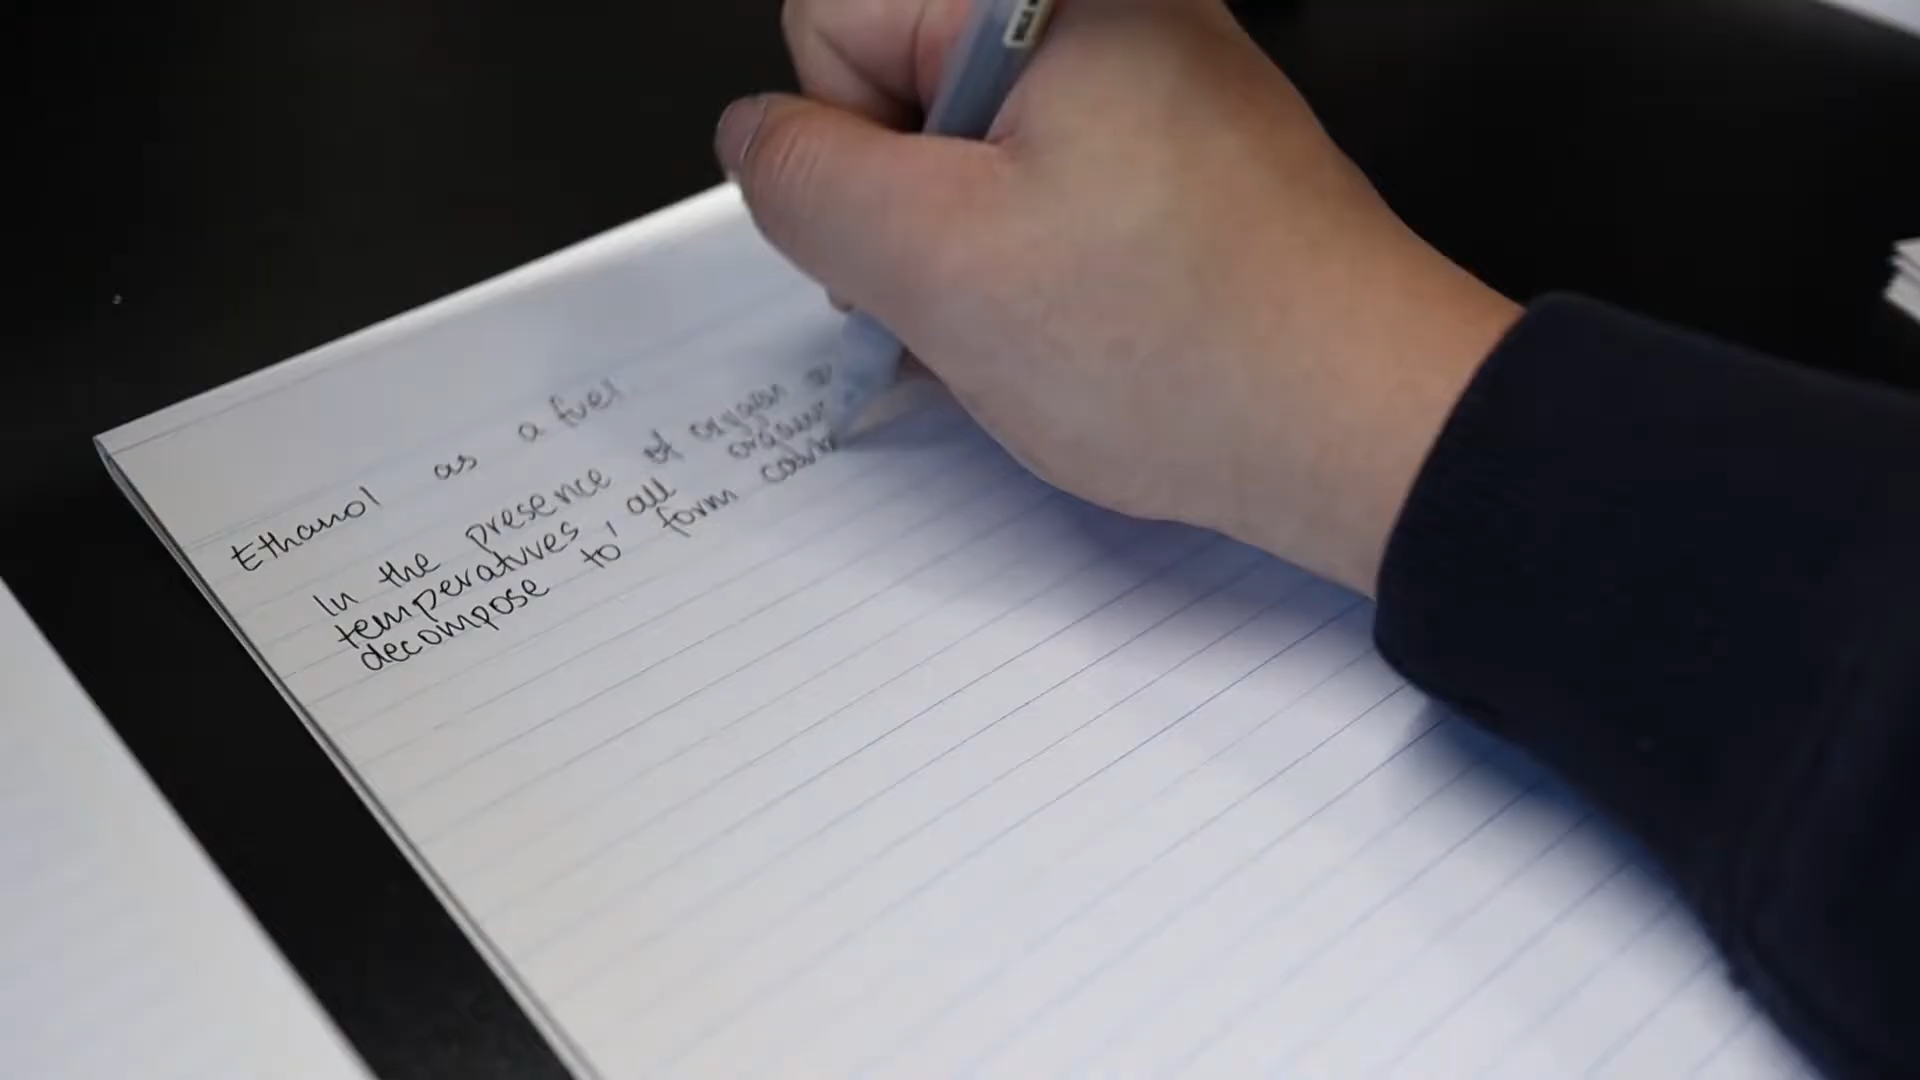 Ethanol as a fuel
In the presence of oxygen
temperatures, all
decompose to form